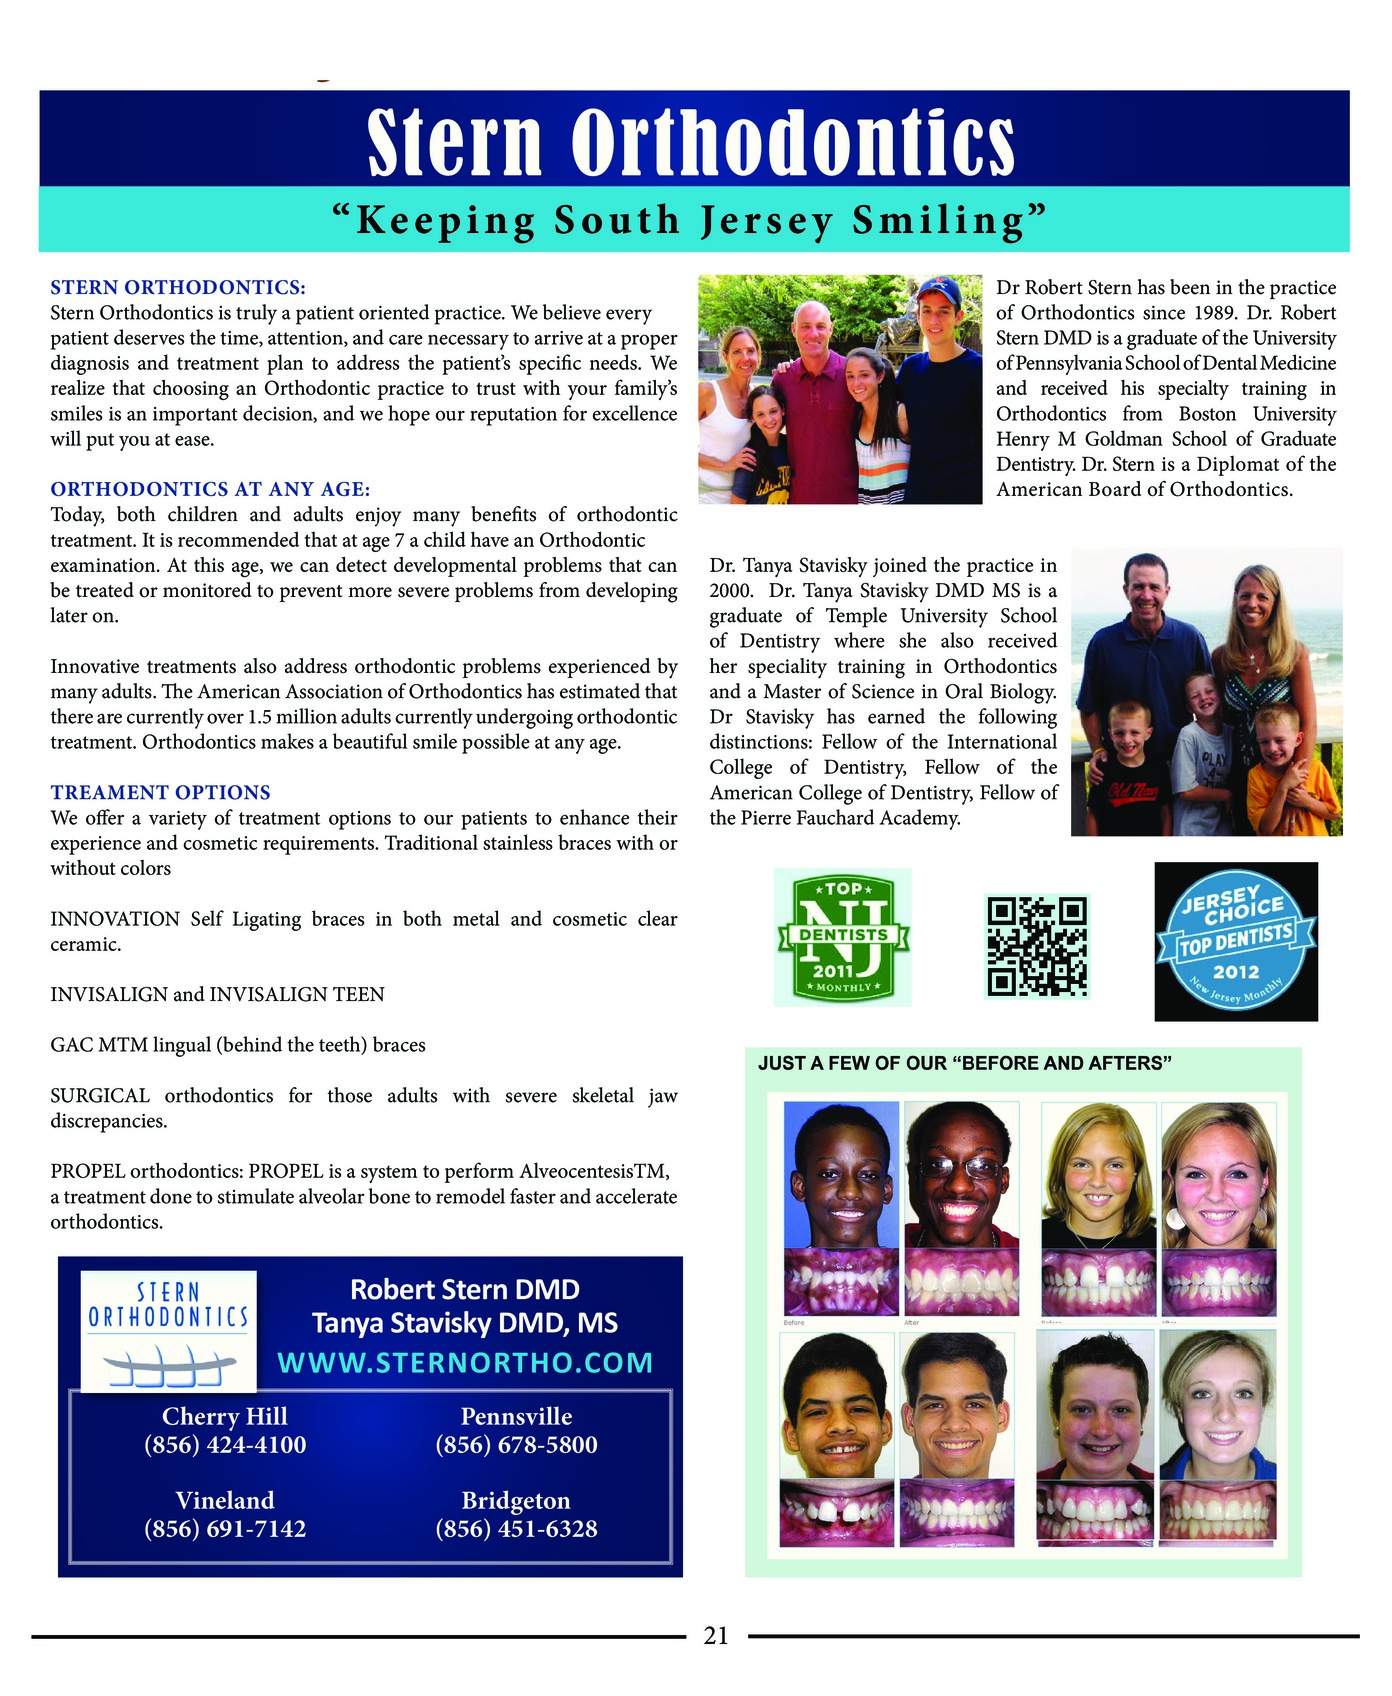 Stern Orthodontics
“Keeping South Jersey Smiling”
STERN ORTHODONTICS:
Stern Orthodontics is truly a patient oriented practice. We believe every
patient deserves the time, attention, and care necessary to arrive at a proper
diagnosis and treatment plan to address the patient’s specific needs. We
realize that choosing an Orthodontic practice to trust with your family’s
smiles is an important decision, and we hope our reputation for excellence
will put you at ease.
ORTHODONTICS AT ANY AGE:
Today, both children and adults enjoy many benefits of orthodontic
treatment. It is recommended that at age 7 a child have an Orthodontic
examination. At this age, we can detect developmental problems that can
be treated or monitored to prevent more severe problems from developing
later on.
Innovative treatments also address orthodontic problems experienced by
many adults. The American Association of Orthodontics has estimated that
there are currently over 1.5 million adults currently undergoing orthodontic
treatment. Orthodontics makes a beautiful smile possible at any age.
TREAMENT OPTIONS
We offer a variety of treatment options to our patients to enhance their
experience and cosmetic requirements. Traditional stainless braces with or
without colors
INNOVATION Self Ligating braces in both metal and cosmetic clear
ceramic.
INVISALIGN and INVISALIGN TEEN
GAC MTM lingual (behind the teeth) braces
SURGICAL orthodontics for those adults with severe skeletal jaw
discrepancies.
PROPEL orthodontics: PROPEL is a system to perform AlveocentesisTM,
a treatment done to stimulate alveolar bone to remodel faster and accelerate
orthodontics.
STERN
ORTHODONTICS
Robert Stern DMD
Tanya Stavisky DMD, MS
WWW.STERNORTHO.COM
Cherry Hill
(856) 424-4100
Pennsville
(856) 678-5800
Vineland
(856) 691-7142
Bridgeton
(856) 451-6328
Dr Robert Stern has been in the practice
of Orthodontics since 1989. Dr. Robert
Stern DMD is a graduate of the University
of Pennsylvania School of Dental Medicine
and received his specialty training in
Orthodontics from Boston University
Henry M Goldman School of Graduate
Dentistry. Dr. Stern is a Diplomat of the
American Board of Orthodontics.
Dr. Tanya Stavisky joined the practice in
2000. Dr. Tanya Stavisky DMD MS is a
graduate of Temple University School
of Dentistry where she also received
her speciality training in Orthodontics
and a Master of Science in Oral Biology.
Dr Stavisky has earned the following
distinctions: Fellow of the International
College of Dentistry, Fellow of the
American College of Dentistry, Fellow of
the Pierre Fauchard Academy.
Old Navy
PLAY
TOP
NJ
DENTISTS
2011
MONTHLY
JERSEY
CHOICE
TOP DENTISTS
2012
New Jersey Monthly
JUST A FEW OF OUR “BEFORE AND AFTERS”
Before
After
Before
After
21